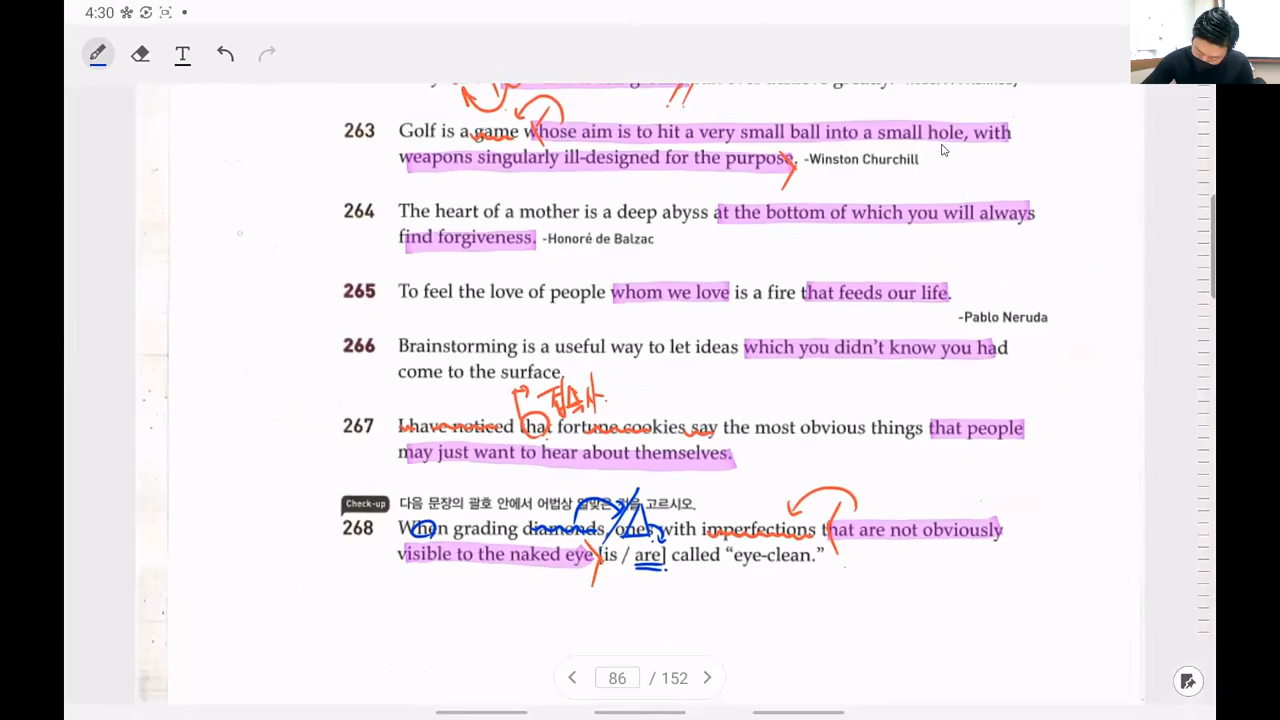 4:30
263 Golf is a game whose aim is to hit a very small ball into a small hole, with
weapons singularly ill-designed for the purpose. -Winston Churchill
264 The heart of a mother is a deep abyss at the bottom of which you will always
find forgiveness. -Honoré de Balzac
265 To feel the love of people whom we love is a fire that feeds our life.
-Pablo Neruda
266 Brainstorming is a useful way to let ideas which you didn't know you had
come to the surface.
접속사
267 I have noticed that fortune cookies say the most obvious things that people
may just want to hear about themselves.
Check-up 다음 문장의 괄호 안에서 어법상 알맞은 것을 고르시오.
268 When grading diamonds, ones with imperfections that are not obviously
visible to the naked eye [is / are] called “eye-clean.”
86 / 152